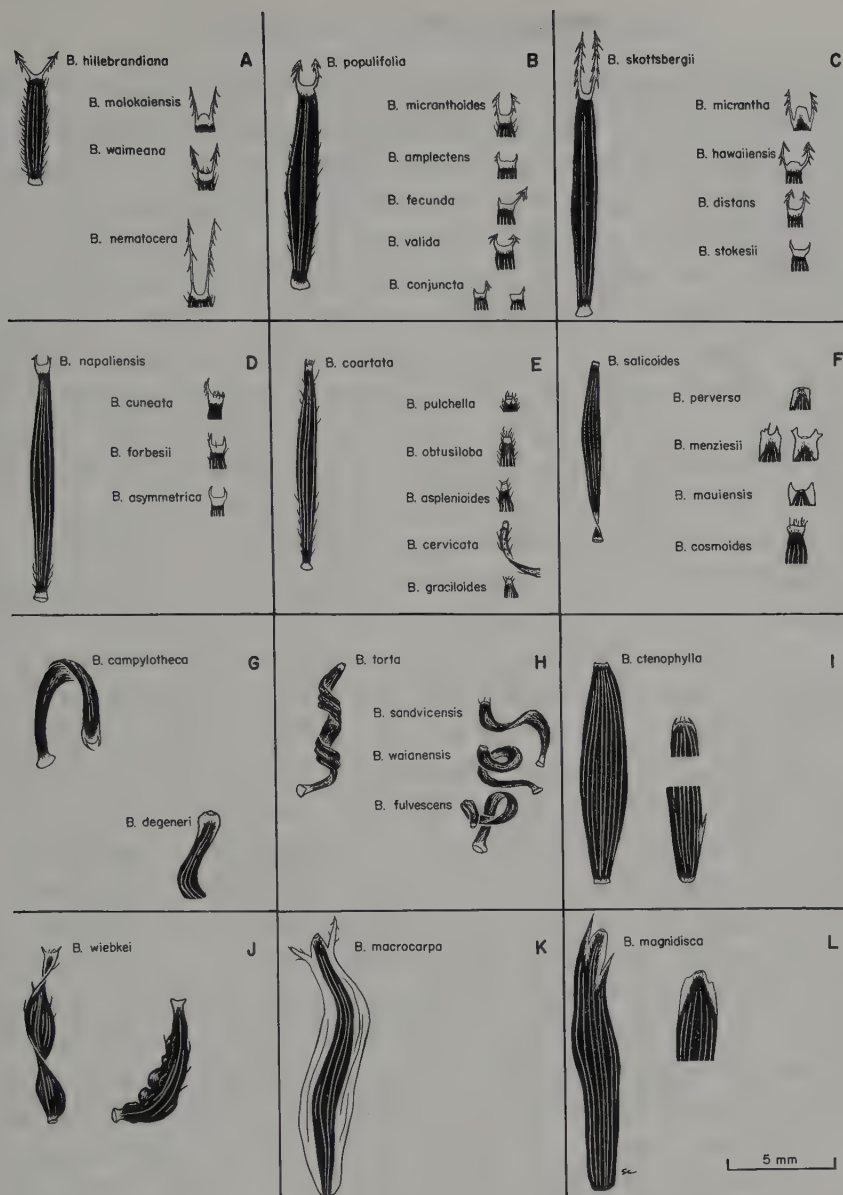 B. hillebrandiana
A
B. molokaiensis
B. waimeana
B. nematocera
B. populifolia
B
B. micranthoides
B. amplectens
B. fecunda
B. valida
B. conjuncta
B. skottsbergii
C
B. micrantha
B. hawaiiensis
B. distans
B. stokesii
B. napaliensis
D
B. cuneata
B. forbesii
B. asymmetrica
B. coartata
E
B. pulchella
B. obtusiloba
B. asplenioides
B. cervicata
B. graciloides
B. salicoides
F
B. perversa
B. menziesii
B. mauiensis
B. cosmoides
B. campylotheca
G
B. degeneri
B. torta
H
B. sandvicensis
B. waianensis
B. fulvescens
B. ctenophylla
I
B. wiebkei
J
B. macrocarpa
K
B. magnidisca
L
5 mm